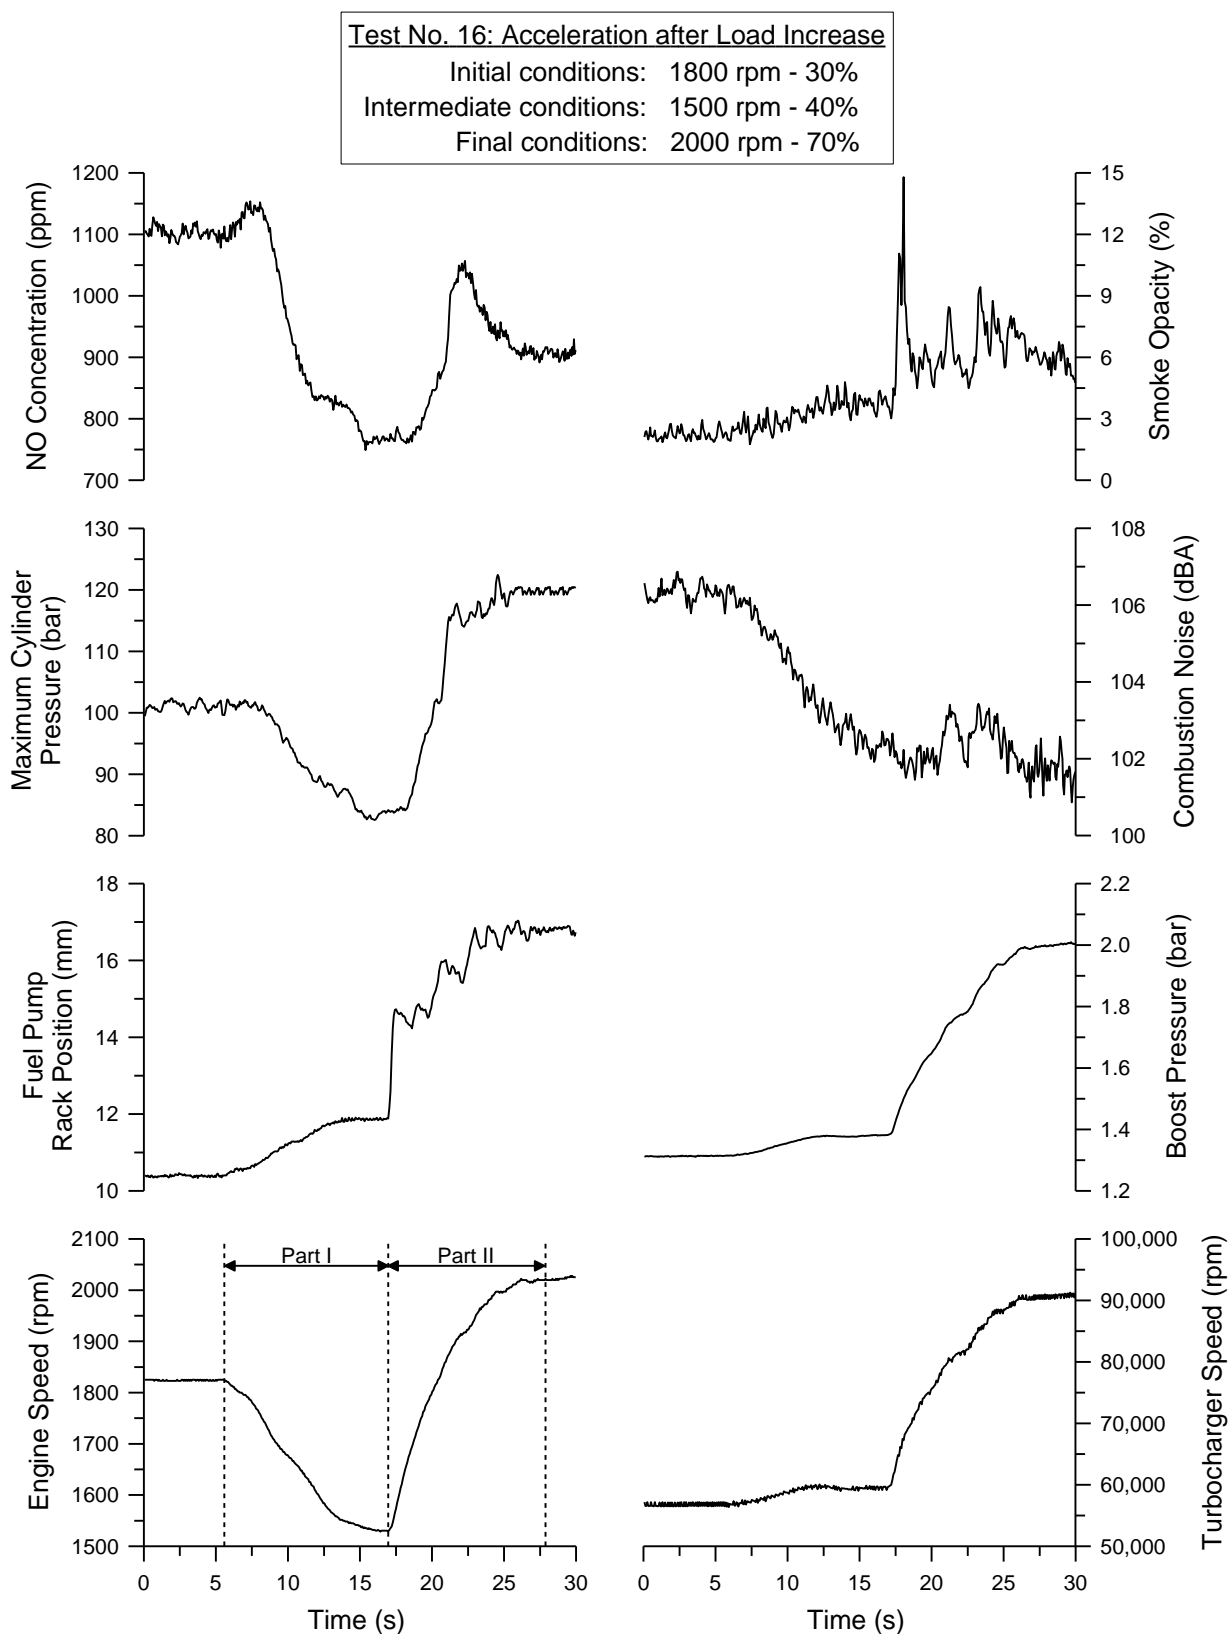 Test No. 16: Acceleration after Load Increase
Initial conditions: 1800 rpm - 30%
Intermediate conditions: 1500 rpm - 40%
Final conditions: 2000 rpm - 70%
NO Concentration (ppm)
1200
1100
1000
900
800
700
15
12
9
6
3
0
Smoke Opacity (%)
Maximum Cylinder
Pressure (bar)
130
120
110
100
90
80
108
106
104
102
100
Combustion Noise (dBA)
Fuel Pump
Rack Position (mm)
18
16
14
12
10
2.2
2.0
1.8
1.6
1.4
1.2
Boost Pressure (bar)
Engine Speed (rpm)
2100
2000
1900
1800
1700
1600
1500
Part I Part II
100,000
90,000
80,000
70,000
60,000
50,000
Turbocharger Speed (rpm)
0 5 10 15 20 25 30
Time (s)
0 5 10 15 20 25 30
Time (s)